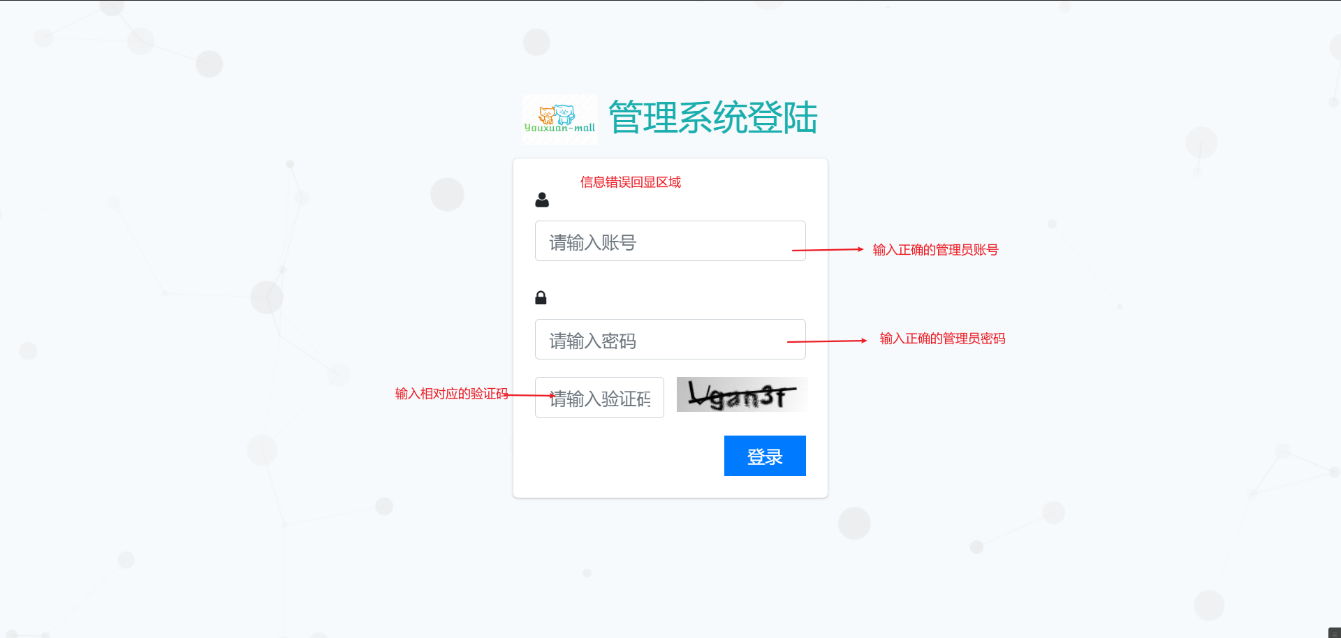 Youxuan-mall 管理系统登陆
信息错误回显区域
请输入账号
输入正确的管理员账号
请输入密码
输入正确的管理员密码
输入相对应的验证码
请输入验证码
登录